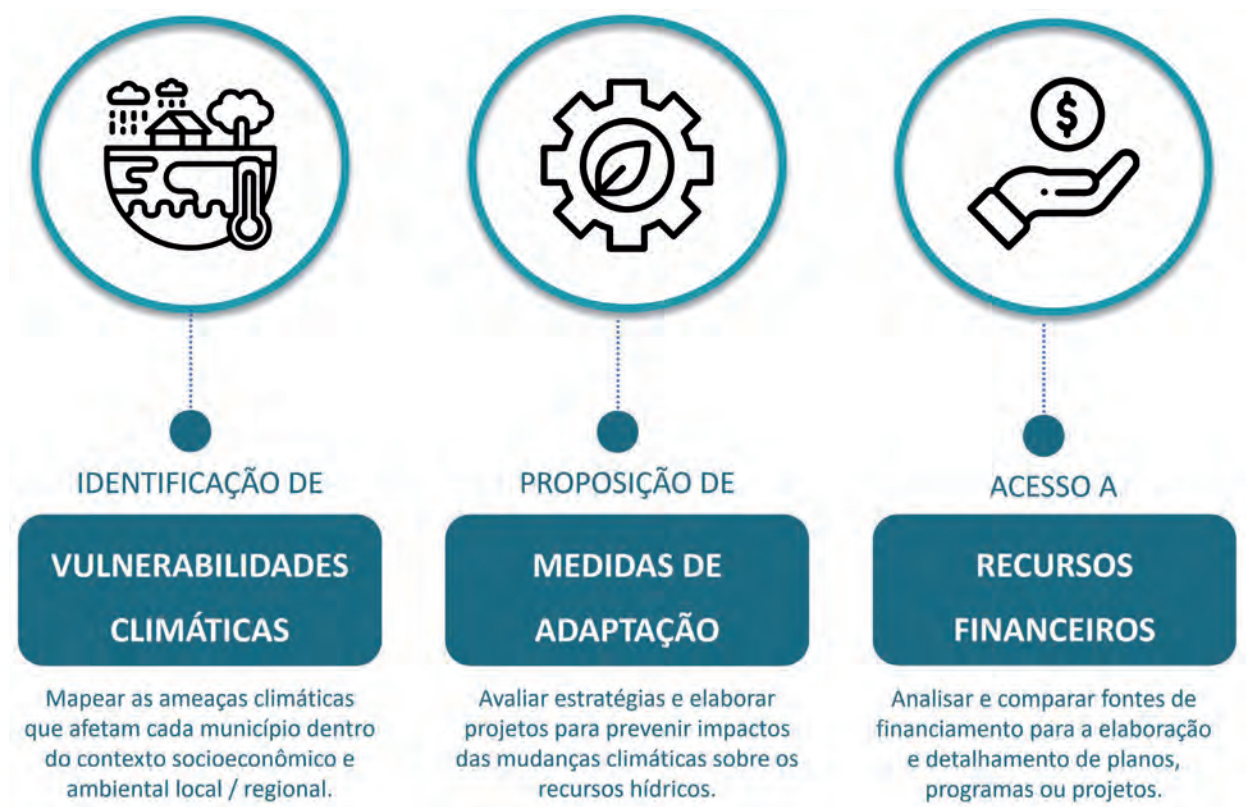 $
IDENTIFICAÇÃO DE
VULNERABILIDADES
CLIMÁTICAS
Mapear as ameaças climáticas
que afetam cada município dentro
do contexto socioeconômico e
ambiental local / regional.
PROPOSIÇÃO DE
MEDIDAS DE
ADAPTAÇÃO
Avaliar estratégias e elaborar
projetos para prevenir impactos
das mudanças climáticas sobre os
recursos hídricos.
ACESSO A
RECURSOS
FINANCEIROS
Analisar e comparar fontes de
financiamento para a elaboração
e detalhamento de planos,
programas ou projetos.